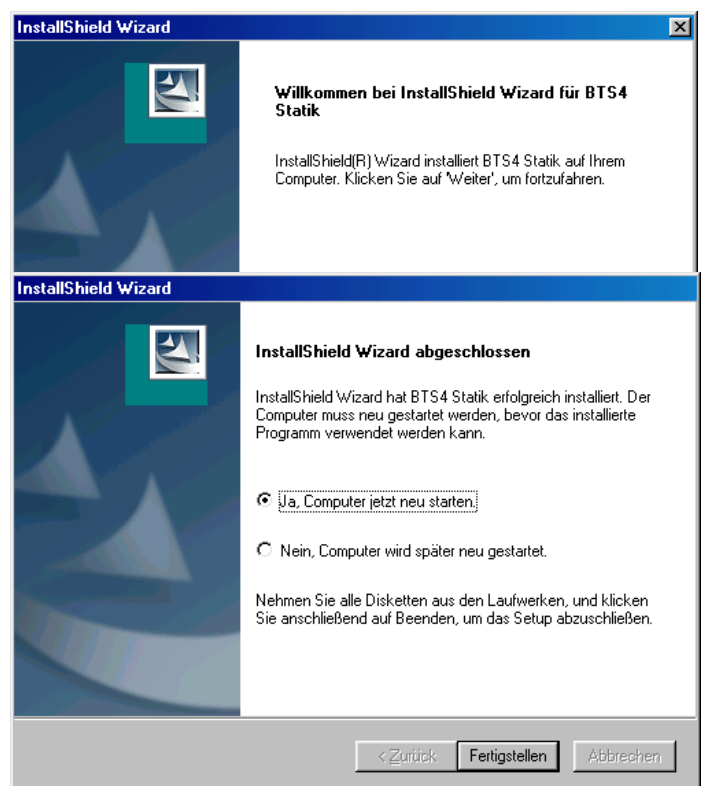 InstallShield Wizard
Willkommen bei InstallShield Wizard für BTS4
Statik
InstallShield(R) Wizard installiert BTS4 Statik auf Ihrem
Computer. Klicken Sie auf 'Weiter', um fortzufahren.
InstallShield Wizard
InstallShield Wizard abgeschlossen
InstallShield Wizard hat BTS4 Statik erfolgreich installiert. Der
Computer muss neu gestartet werden, bevor das installierte
Programm verwendet werden kann.
Ja, Computer jetzt neu starten.
Nein, Computer wird später neu gestartet.
Nehmen Sie alle Disketten aus den Laufwerken, und klicken
Sie anschließend auf Beenden, um das Setup abzuschließen.
< Zurück Fertigstellen Abbrechen